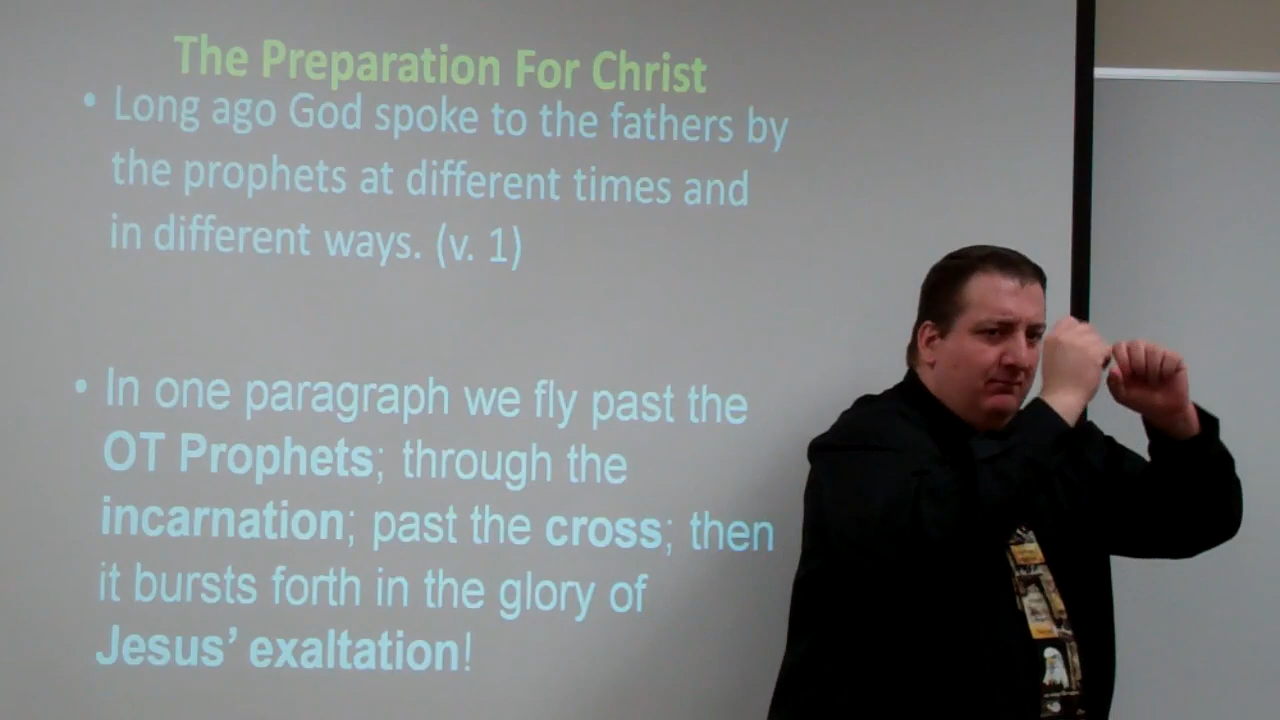 The Preparation For Christ
• Long ago God spoke to the fathers by
the prophets at different times and
in different ways. (v. 1)
• In one paragraph we fly past the
OT Prophets; through the
incarnation; past the cross; then
it bursts forth in the glory of
Jesus’ exaltation!